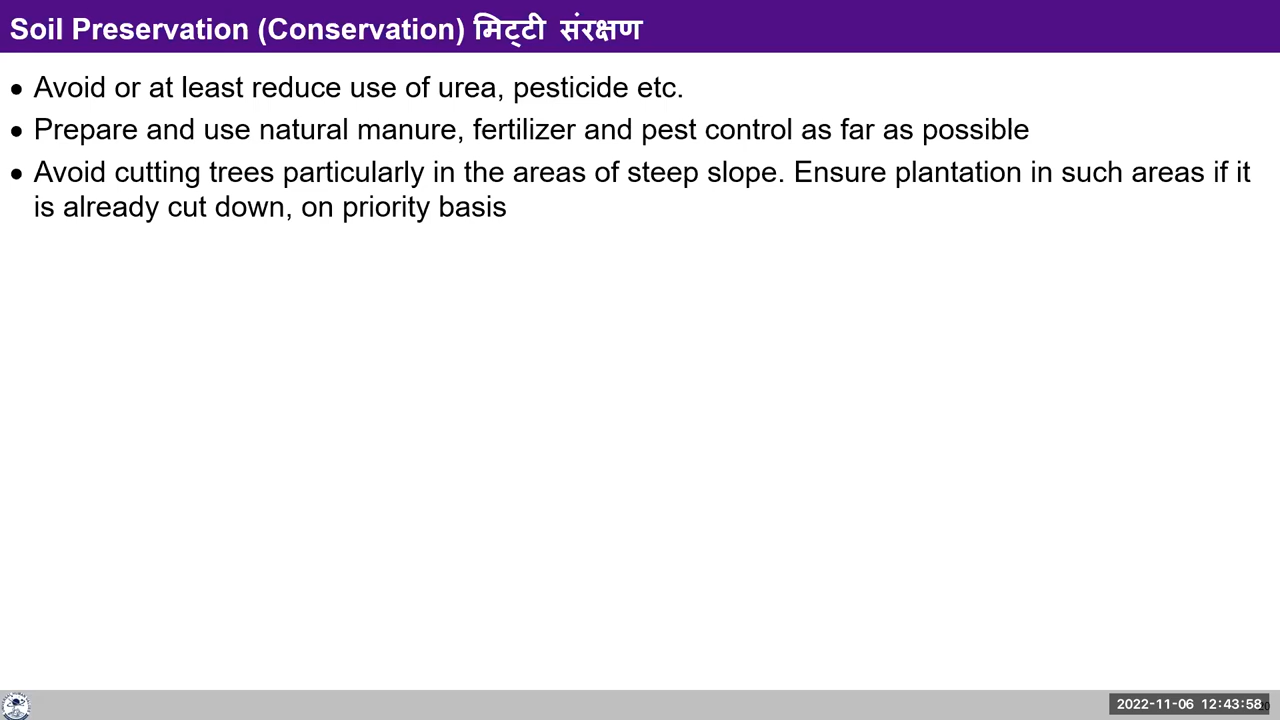 Soil Preservation (Conservation) मिट्टी संरक्षण
• Avoid or at least reduce use of urea, pesticide etc.
• Prepare and use natural manure, fertilizer and pest control as far as possible
• Avoid cutting trees particularly in the areas of steep slope. Ensure plantation in such areas if it
is already cut down, on priority basis
2022-11-06 12:43:58